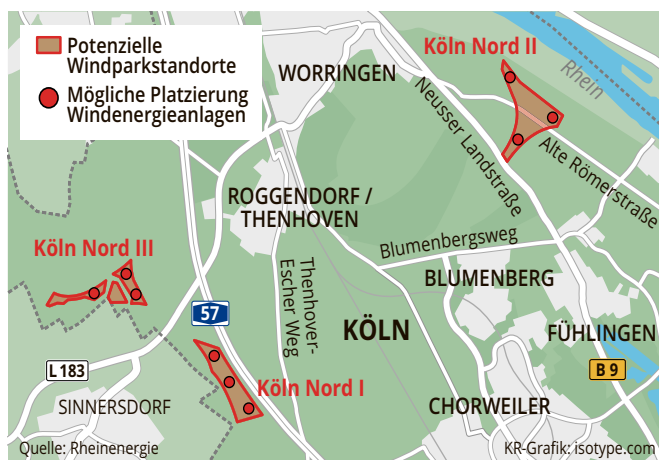 Potenzielle
Windparkstandorte
Mögliche Platzierung
Windenergieanlagen
Köln Nord II
Rhein
WORRINGEN
Neusser Landstraße
Alte Römerstraße
ROGGENDORF /
THENHOVEN
Blumenbergsweg
Köln Nord III
Thenhover-
Escher Weg
BLUMENBERG
57
KÖLN
FÜHLINGEN
L 183
B 9
Köln Nord I
SINNERSDORF
CHORWEILER
Quelle: Rheinenergie
KR-Grafik: isotype.com